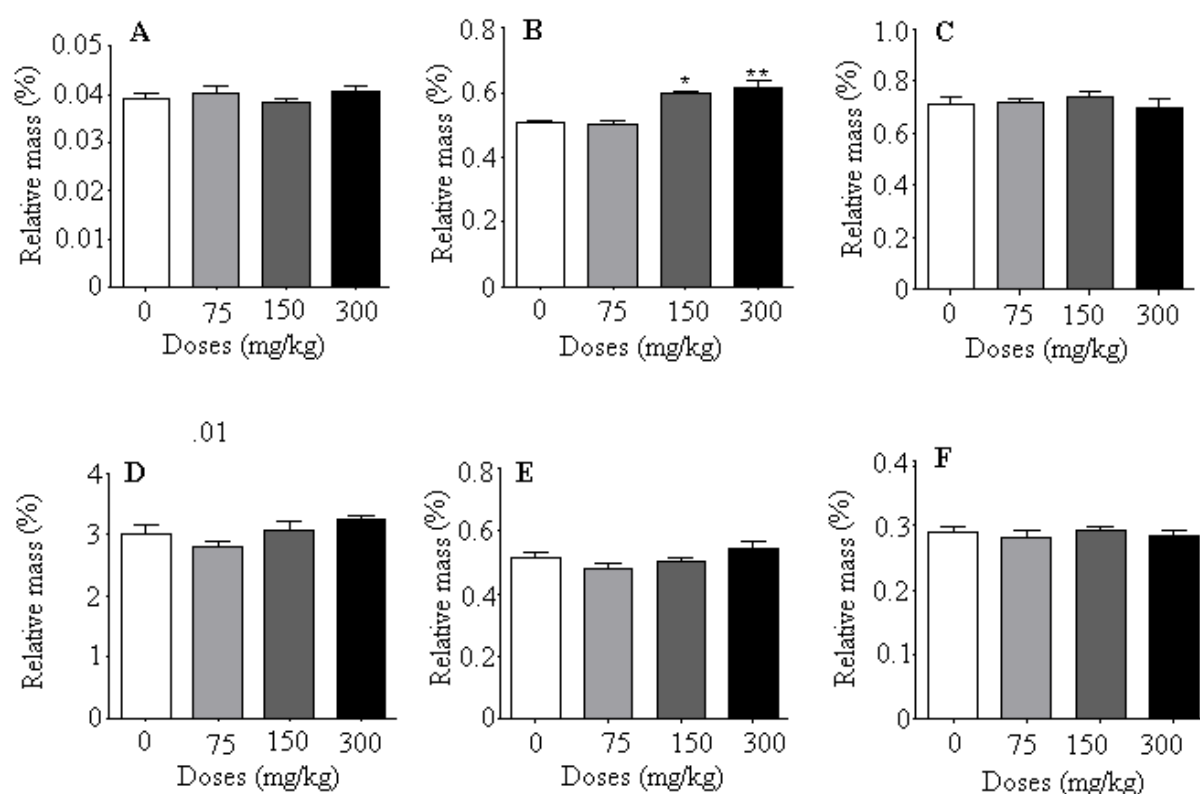 A
Relative mass (%)
0.05
0.04
0.03
0.02
0.01
0
0 75 150 300
Doses (mg/kg)
B
Relative mass (%)
0.8
0.6
0.4
0.2
0
* **
0 75 150 300
Doses (mg/kg)
C
Relative mass (%)
1.0
0.8
0.6
0.4
0.2
0
0 75 150 300
Doses (mg/kg)
.01
D
Relative mass (%)
4
3
2
1
0
0 75 150 300
Doses (mg/kg)
E
Relative mass (%)
0.8
0.6
0.4
0.2
0
0 75 150 300
Doses (mg/kg)
F
Relative mass (%)
0.4
0.3
0.2
0.1
0
0 75 150 300
Doses (mg/kg)